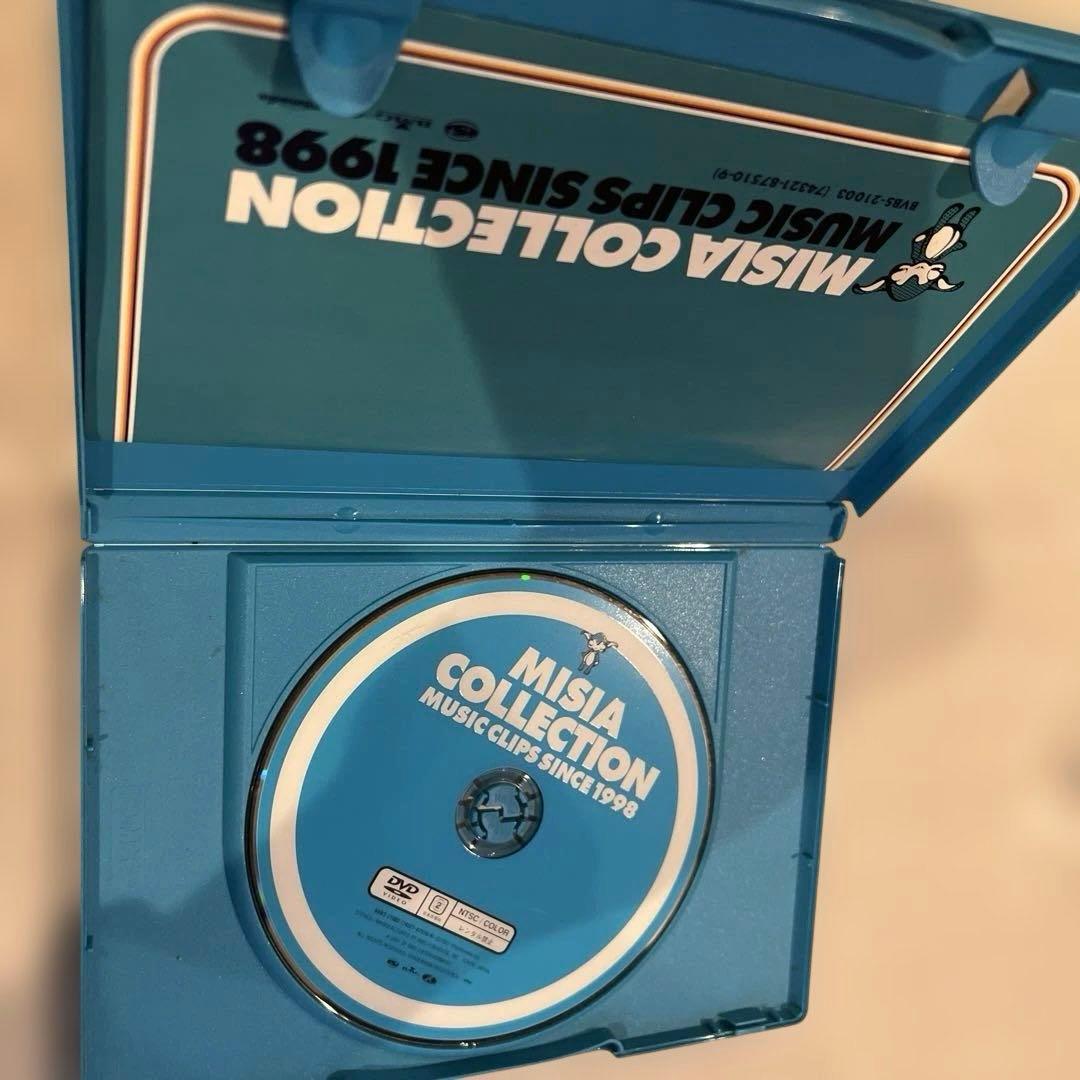 MISIA COLLECTION
MUSIC CLIPS SINCE 1998
BVBS-21003 (74321-87510-9)
MISIA
COLLECTION
MUSIC CLIPS SINCE 1998
DVD
VIDEO
2
NTSC/COLOR
レンタル禁止